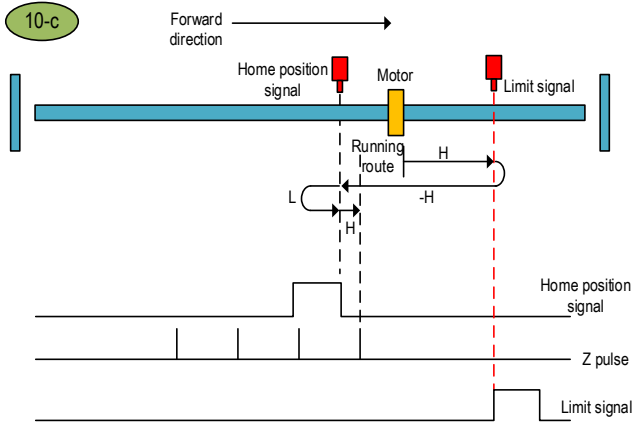 10-c
Forward
direction
Home position
signal
Motor
Limit signal
Running
route
H
-H
L
H
Home position
signal
Z pulse
Limit signal